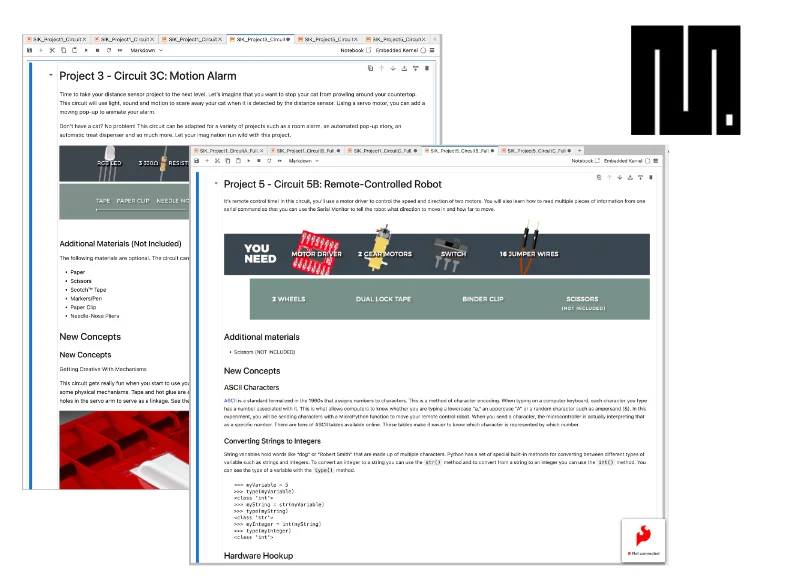 SIK_Project1_Circuit
SIK_Project1_Circuit
SIK_Project1_Circuit
SIK_Project3_Circuit
SIK_Project5_Circuit
SIK_Project5_Circuit
Markdown
Notebook
Embedded Kernel
Project 3 - Circuit 3C: Motion Alarm
Time to take your distance sensor project to the next level. Let's imagine that you want to stop your cat from prowling around your countertop.
This circuit will use light, sound and motion to scare away your cat when it is detected by the distance sensor. Using a servo motor, you can add a
moving pop-up to animate your alarm.
Don't have a cat? No problem! This circuit can be adapted for a variety of projects such as a room alarm, an automated pop-up story, an
automatic treat dispenser and so much more. Let your imagination run wild with this project.
RGB LED
3 330Ω RESIST
TAPE
PAPER CLIP
NEEDLE NO
Additional Materials (Not Included)
The following materials are optional. The circuit can
• Paper
• Scissors
• Scotch™ Tape
• Markers/Pen
• Paper Clip
• Needle-Nose Pliers
New Concepts
New Concepts
Getting Creative With Mechanisms
This circuit gets really fun when you start to use you
some physical mechanisms. Tape and hot glue are
holes in the servo arm to serve as a linkage. See the
SIK_Project1_CircuitA_Full
SIK_Project1_CircuitB_Full
SIK_Project1_CircuitC_Full
SIK_Project5_CircuitB_Full
SIK_Project5_CircuitC_Full
Markdown
Notebook
Embedded Kernel
Project 5 - Circuit 5B: Remote-Controlled Robot
It's remote control time! In this circuit, you'll use a motor driver to control the speed and direction of two motors. You will also learn how to read multiple pieces of information from one
serial command so that you can use the Serial Monitor to tell the robot what direction to move in and how far to move.
YOU
NEED
MOTOR DRIVER
2 GEAR MOTORS
SWITCH
16 JUMPER WIRES
2 WHEELS
DUAL LOCK TAPE
BINDER CLIP
SCISSORS
(NOT INCLUDED)
Additional materials
• Scissors (NOT INCLUDED)
New Concepts
ASCII Characters
ASCII is a standard formalized in the 1960s that assigns numbers to characters. This is a method of character encoding. When typing on a computer keyboard, each character you type
has a number associated with it. This is what allows computers to know whether you are typing a lowercase "a," an uppercase "A" or a random character such as ampersand (&). In this
experiment, you will be sending characters with a MicroPython function to move your remote control robot. When you send a character, the microcontroller is actually interpreting that
as a specific number. There are tens of ASCII tables available online. These tables make it easier to know which character is represented by which number.
Converting Strings to Integers
String variables hold words like "dog" or "Robert Smith" that are made up of multiple characters. Python has a set of special built-in methods for converting between different types of
variable such as strings and integers. To convert an integer to a string you can use the str() method and to convert from a string to an integer you can use the int() method. You
can see the type of a variable with the type() method.
>>> myVariable = 5
>>> type(myVariable)
<class 'int'>
>>> myString = str(myVariable)
>>> type(myString)
<class 'str'>
>>> myInteger = int(myString)
>>> type(myInteger)
<class 'int'>
Hardware Hookup
Not connected